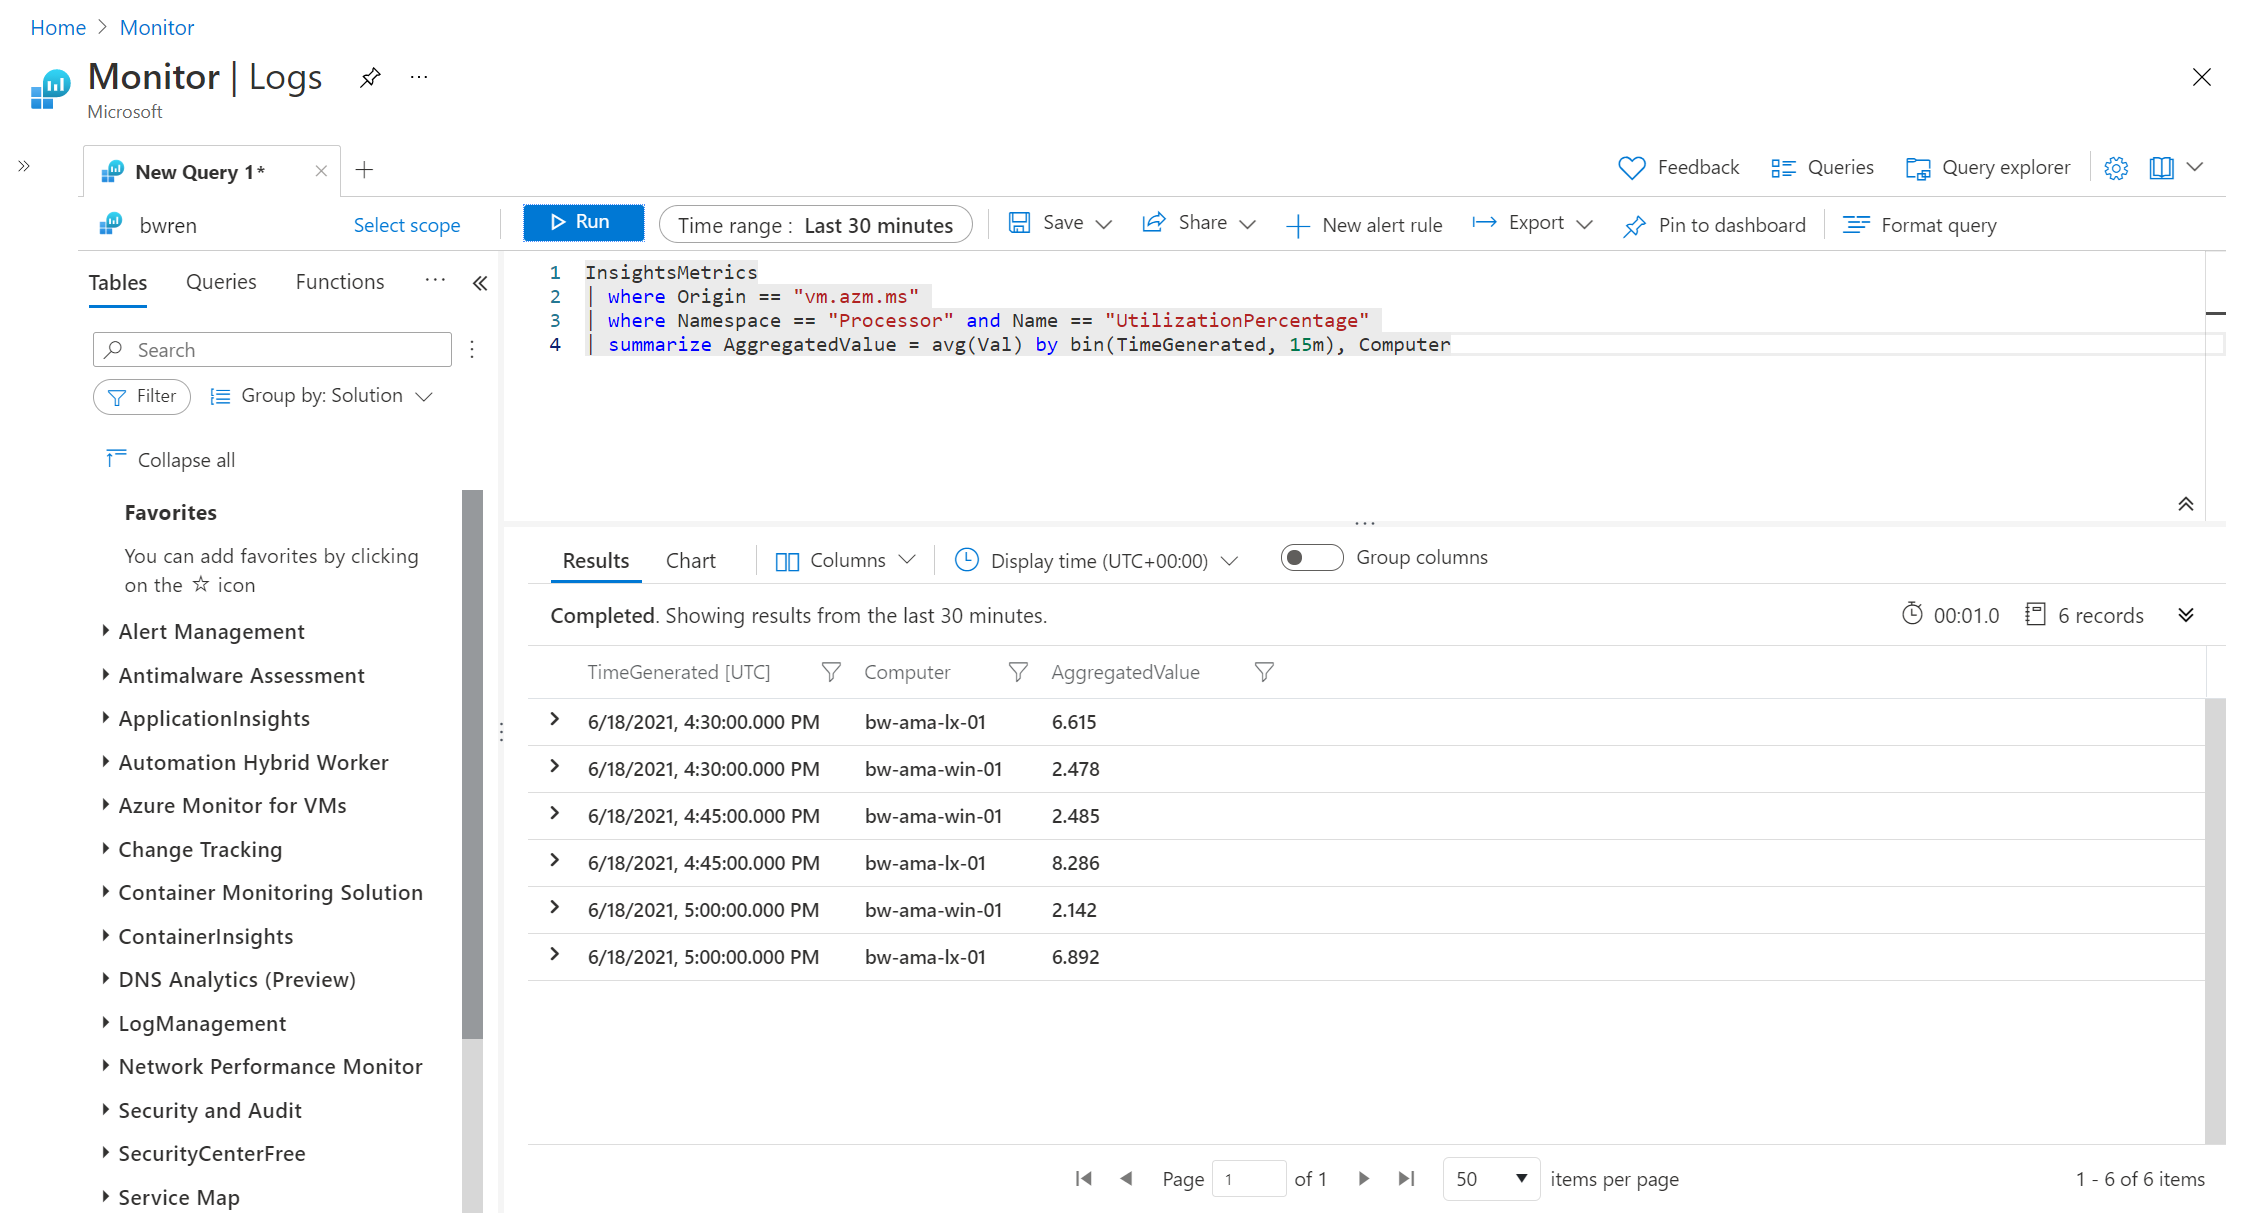 Home > Monitor
Monitor | Logs ...
Microsoft
New Query 1*
Feedback Queries Query explorer
bwren Select scope Run Time range : Last 30 minutes Save Share New alert rule Export Pin to dashboard Format query
Tables Queries Functions ...
Search
Filter Group by: Solution
Collapse all
Favorites
You can add favorites by clicking
on the ☆ icon
Alert Management
Antimalware Assessment
ApplicationInsights
Automation Hybrid Worker
Azure Monitor for VMs
Change Tracking
Container Monitoring Solution
ContainerInsights
DNS Analytics (Preview)
LogManagement
Network Performance Monitor
Security and Audit
SecurityCenterFree
Service Map
1 InsightsMetrics
2 | where Origin == "vm.azm.ms"
3 | where Namespace == "Processor" and Name == "UtilizationPercentage"
4 | summarize AggregatedValue = avg(Val) by bin(TimeGenerated, 15m), Computer
Results Chart Columns Display time (UTC+00:00) Group columns
Completed. Showing results from the last 30 minutes. 00:01.0 6 records
TimeGenerated [UTC] Computer AggregatedValue
6/18/2021, 4:30:00.000 PM bw-ama-lx-01 6.615
6/18/2021, 4:30:00.000 PM bw-ama-win-01 2.478
6/18/2021, 4:45:00.000 PM bw-ama-win-01 2.485
6/18/2021, 4:45:00.000 PM bw-ama-lx-01 8.286
6/18/2021, 5:00:00.000 PM bw-ama-win-01 2.142
6/18/2021, 5:00:00.000 PM bw-ama-lx-01 6.892
Page 1 of 1 50 items per page 1 - 6 of 6 items